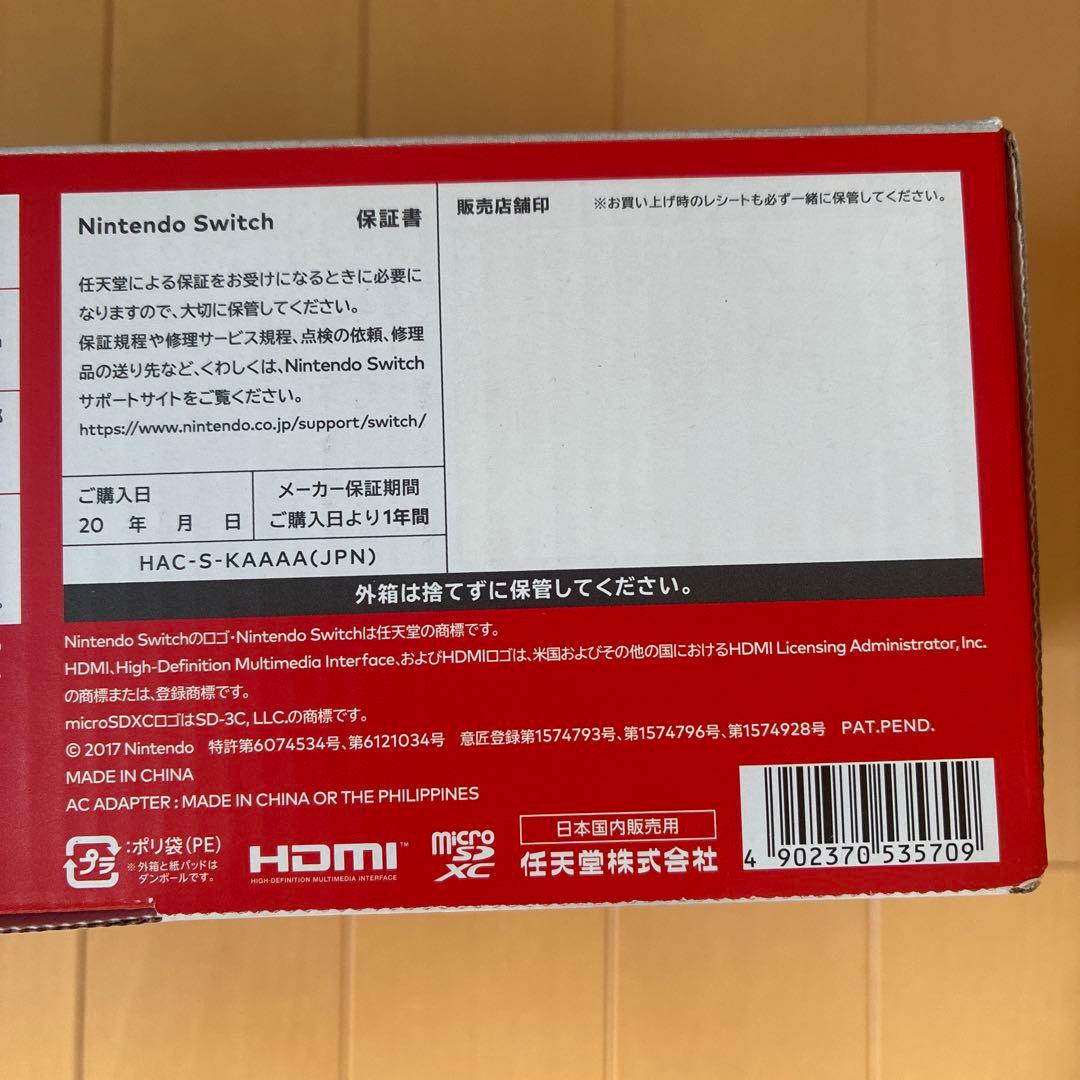 Nintendo Switch 保証書
任天堂による保証をお受けになるときに必要に
なりますので、大切に保管してください。
保証規程や修理サービス規程、点検の依頼、修理
品の送り先など、くわしくは、Nintendo Switch
サポートサイトをご覧ください。
https://www.nintendo.co.jp/support/switch/
ご購入日
20 年 月 日
メーカー保証期間
ご購入日より1年間
HAC-S-KAAAA(JPN)
販売店舗印 ※お買い上げ時のレシートも必ず一緒に保管してください。
外箱は捨てずに保管してください。
Nintendo Switchのロゴ・Nintendo Switchは任天堂の商標です。
HDMI、High-Definition Multimedia Interface、およびHDMIロゴは、米国およびその他の国におけるHDMI Licensing Administrator, Inc.
の商標または、登録商標です。
microSDXCロゴはSD-3C, LLC.の商標です。
© 2017 Nintendo 特許第6074534号、第6121034号 意匠登録第1574793号、第1574796号、第1574928号 PAT.PEND.
MADE IN CHINA
AC ADAPTER : MADE IN CHINA OR THE PHILIPPINES
プラ
:ポリ袋(PE)
※外箱と紙パッドは
ダンボールです。
HDMI™
HIGH-DEFINITION MULTIMEDIA INTERFACE
micro
SD
XC
日本国内販売用
任天堂株式会社
4 902370 535709